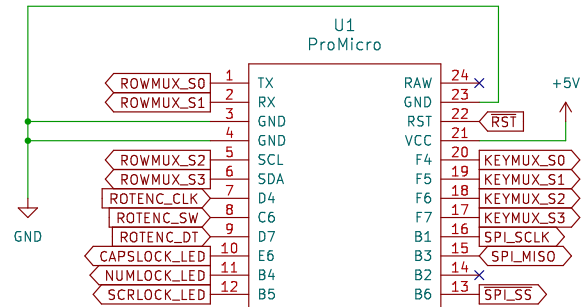 U1
ProMicro
ROWMUX_S0 1 TX RAW 24
ROWMUX_S1 2 RX GND 23
3 GND RST 22 RST
4 GND VCC 21 +5V
ROWMUX_S2 5 SCL F4 20 KEYMUX_S0
ROWMUX_S3 6 SDA F5 19 KEYMUX_S1
ROTENC_CLK 7 D4 F6 18 KEYMUX_S2
ROTENC_SW 8 C6 F7 17 KEYMUX_S3
ROTENC_DT 9 D7 B1 16 SPI_SCLK
CAPSLOCK_LED 10 E6 B3 15 SPI_MISO
NUMLOCK_LED 11 B4 B2 14
SCRLOCK_LED 12 B5 B6 13 SPI_SS
GND